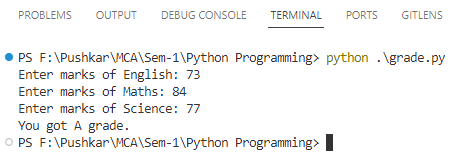 PROBLEMS OUTPUT DEBUG CONSOLE TERMINAL PORTS GITLENS
PS F:\Pushkar\MCA\Sem-1\Python Programming> python .\grade.py
Enter marks of English: 73
Enter marks of Maths: 84
Enter marks of Science: 77
You got A grade.
PS F:\Pushkar\MCA\Sem-1\Python Programming>